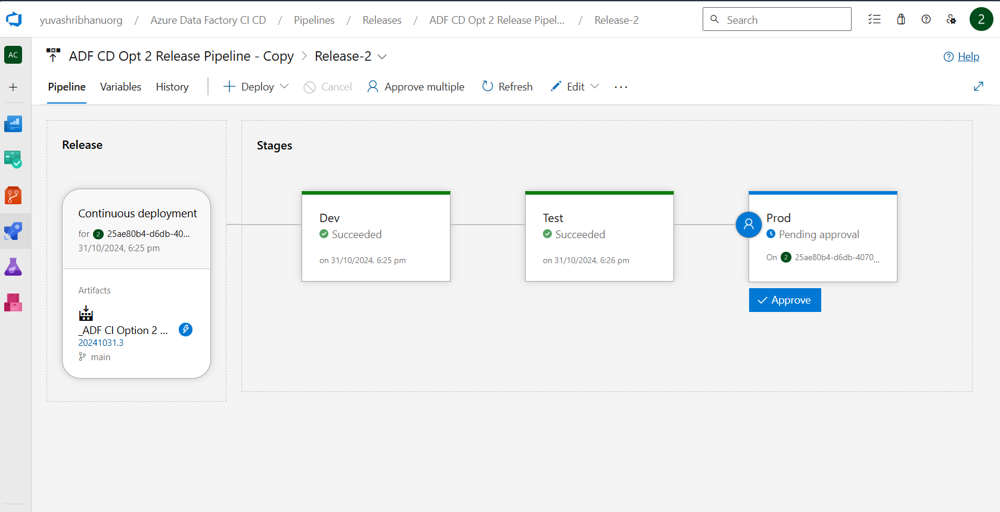 yuvashribhanuorg / Azure Data Factory CI CD / Pipelines / Releases / ADF CD Opt 2 Release Pipel... / Release-2
Search
2
AC
ADF CD Opt 2 Release Pipeline - Copy > Release-2
Help
Pipeline Variables History Deploy Cancel Approve multiple Refresh Edit ...
Release
Stages
Continuous deployment
for 2 25ae80b4-d6db-40...
31/10/2024, 6:25 pm
Artifacts
_ADF CI Option 2 ...
20241031.3
main
Dev
Succeeded
on 31/10/2024, 6:25 pm
Test
Succeeded
on 31/10/2024, 6:26 pm
Prod
Pending approval
On 2 25ae80b4-d6db-4070...
Approve